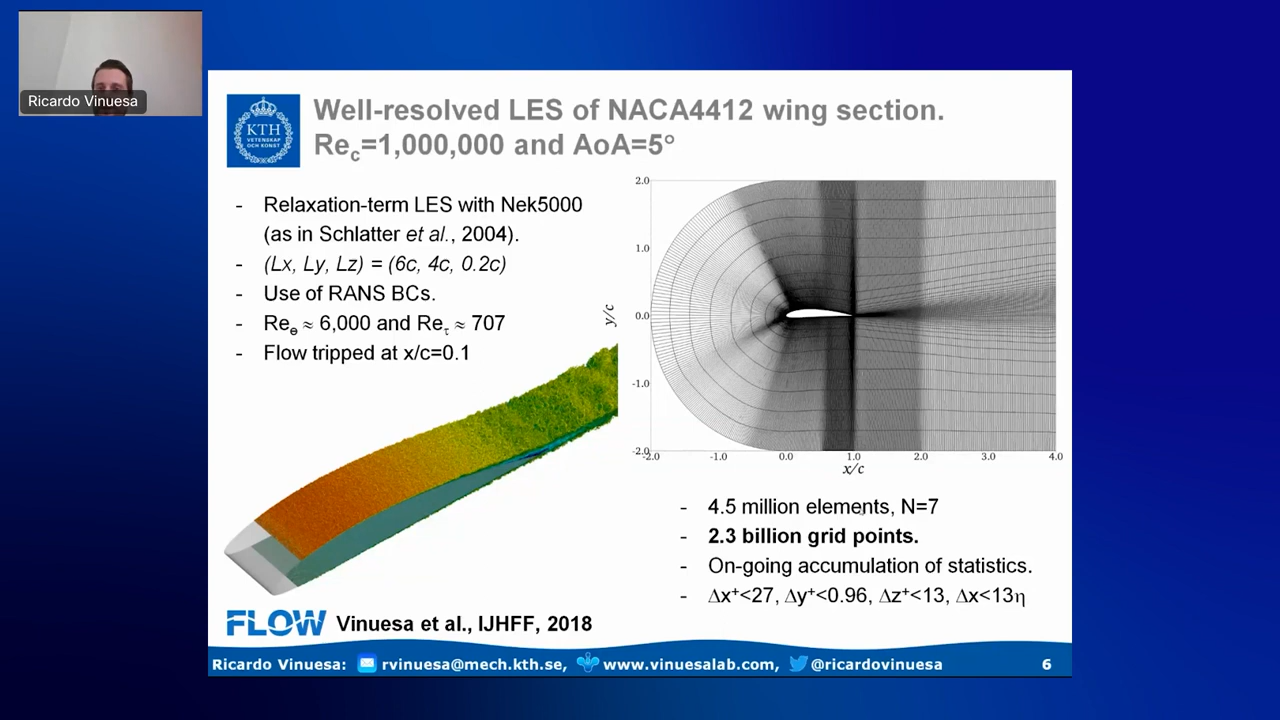 Ricardo Vinuesa
KTH
VETENSKAP
OCH KONST
Well-resolved LES of NACA4412 wing section.
Re_c=1,000,000 and AoA=5°
- Relaxation-term LES with Nek5000
(as in Schlatter et al., 2004).
- (Lx, Ly, Lz) = (6c, 4c, 0.2c)
- Use of RANS BCs.
- Re_θ ≈ 6,000 and Re_τ ≈ 707
- Flow tripped at x/c=0.1
2.0
1.0
0.0
-1.0
-2.0
y/c
-2.0 -1.0 0.0 1.0 2.0 3.0 4.0
x/c
- 4.5 million elements, N=7
- 2.3 billion grid points.
- On-going accumulation of statistics.
- Δx⁺<27, Δy⁺<0.96, Δz⁺<13, Δx<13η
FLOW Vinuesa et al., IJHFF, 2018
Ricardo Vinuesa: rvinuesa@mech.kth.se, www.vinuesalab.com, @ricardovinuesa 6